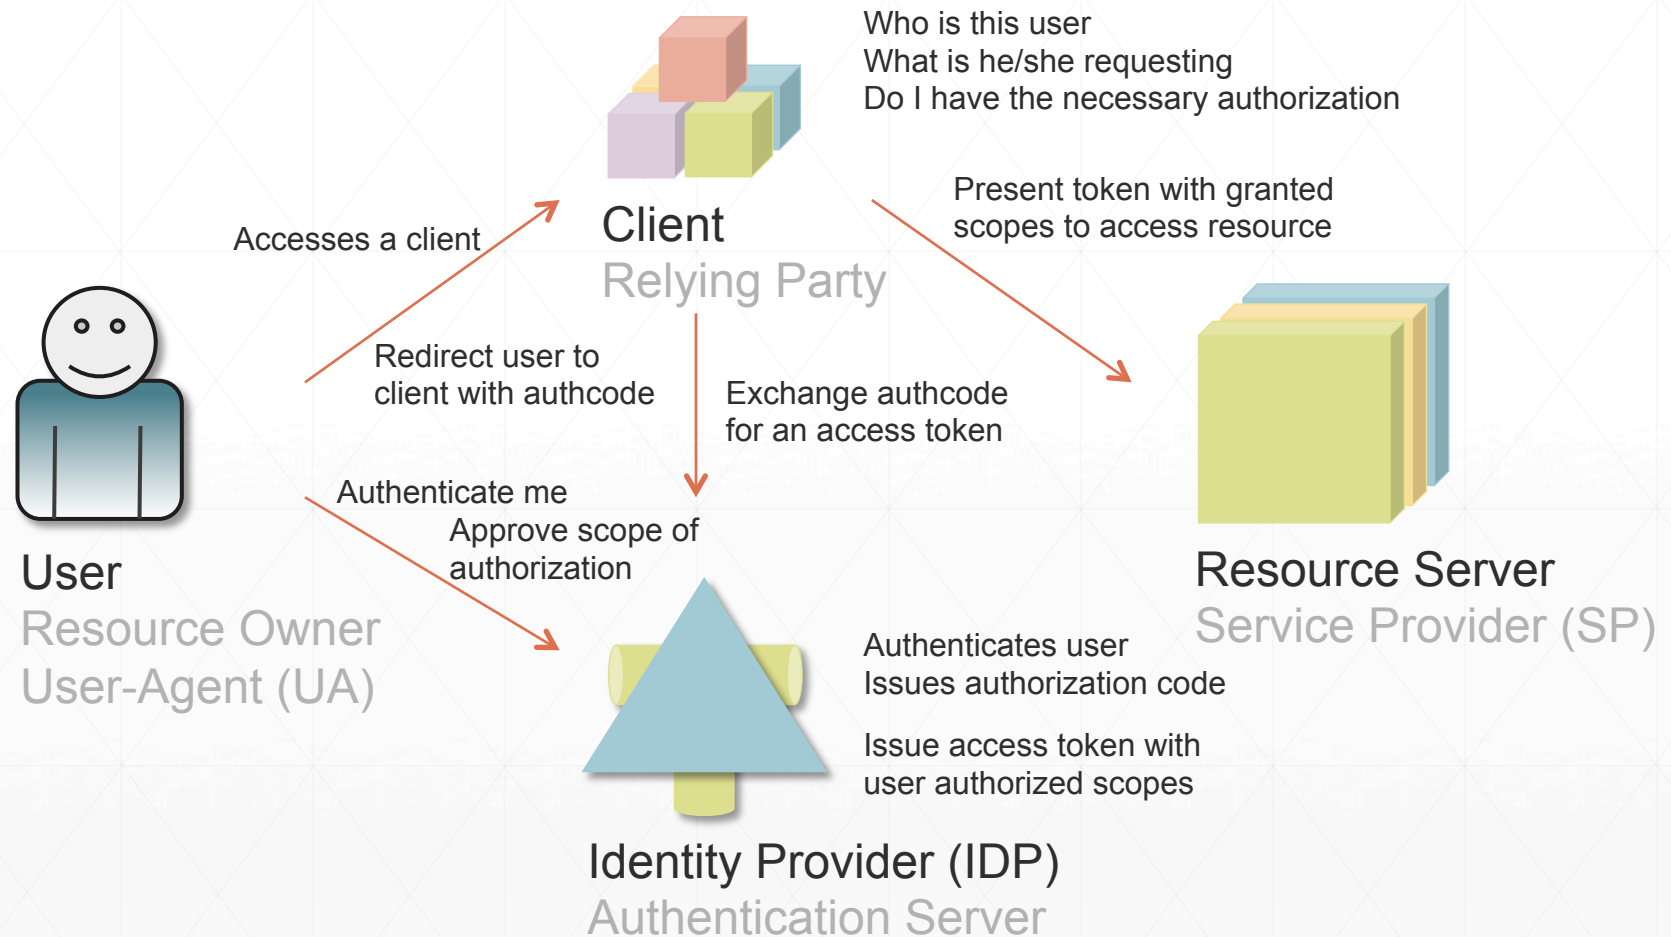 Who is this user
What is he/she requesting
Do I have the necessary authorization
Present token with granted
scopes to access resource
Accesses a client
Client
Relying Party
Redirect user to
client with authcode
Exchange authcode
for an access token
Authenticate me
Approve scope of
authorization
User
Resource Owner
User-Agent (UA)
Resource Server
Service Provider (SP)
Authenticates user
Issues authorization code
Issue access token with
user authorized scopes
Identity Provider (IDP)
Authentication Server